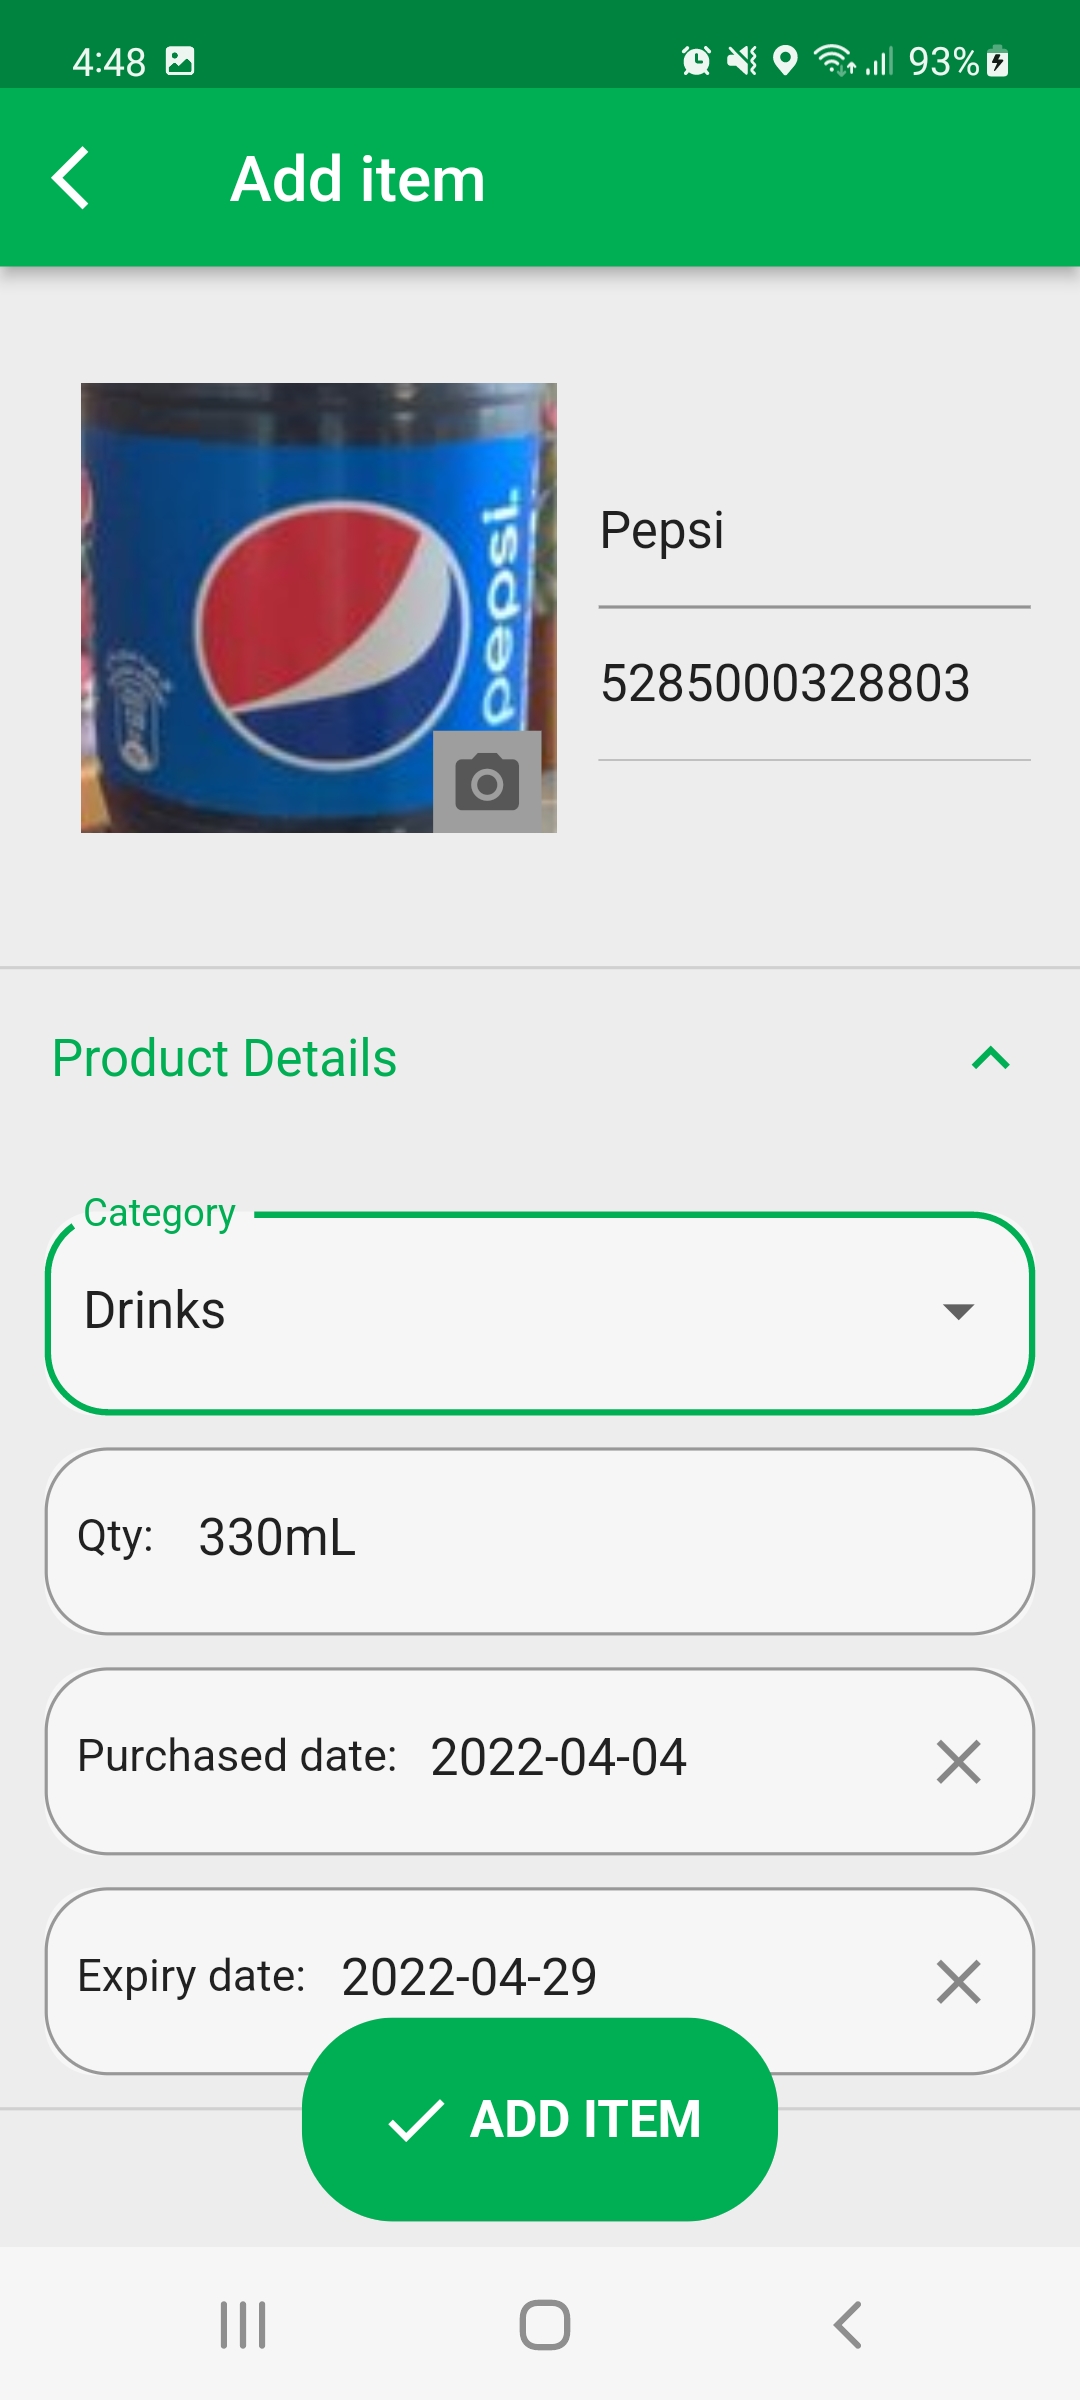 4:48 93%
Add item
pepsi
Pepsi
5285000328803
Product Details
Category
Drinks
Qty: 330mL
Purchased date: 2022-04-04
Expiry date: 2022-04-29
ADD ITEM